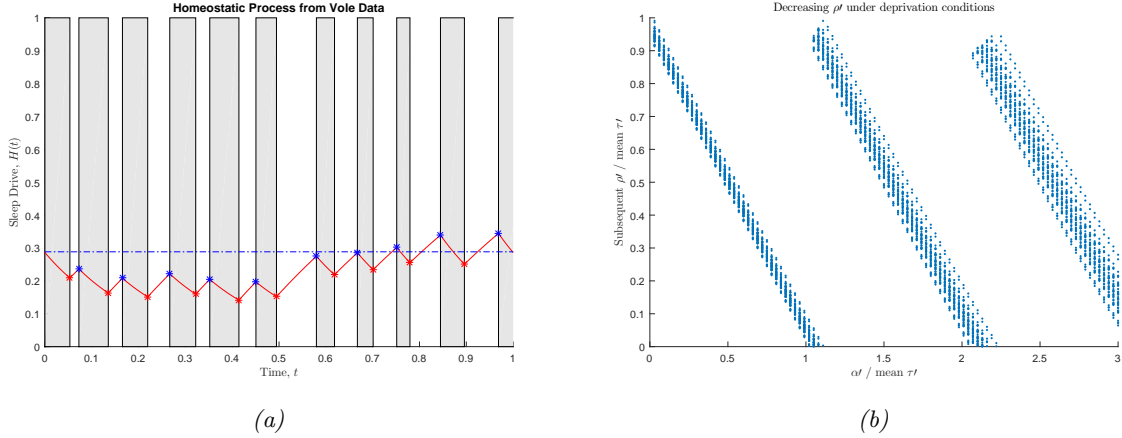 Homeostatic Process from Vole Data
Sleep Drive, H(t)
1
0.9
0.8
0.7
0.6
0.5
0.4
0.3
0.2
0.1
0
0 0.1 0.2 0.3 0.4 0.5 0.6 0.7 0.8 0.9 1
Time, t
(a)
Decreasing ρ′ under deprivation conditions
Subsequent ρ′ / mean τ′
1
0.9
0.8
0.7
0.6
0.5
0.4
0.3
0.2
0.1
0
0 0.5 1 1.5 2 2.5 3
α′ / mean τ′
(b)